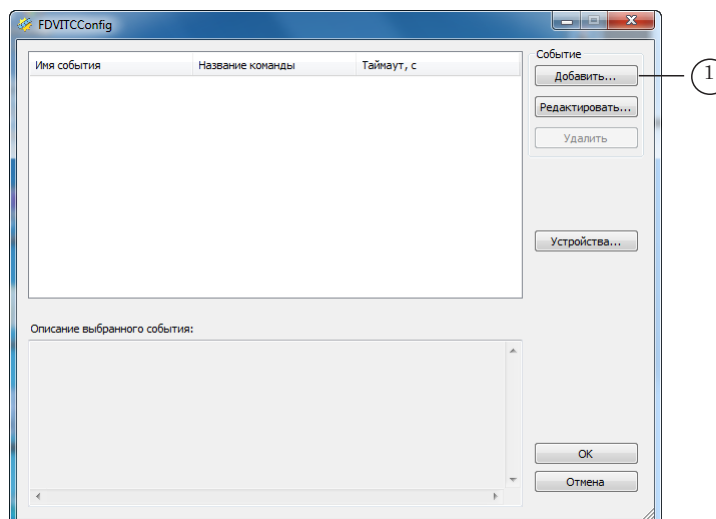 FDVITCConfig
Имя события Название команды Таймаут, с
Событие
Добавить...
1
Редактировать...
Удалить
Устройства...
Описание выбранного события:
OK
Отмена